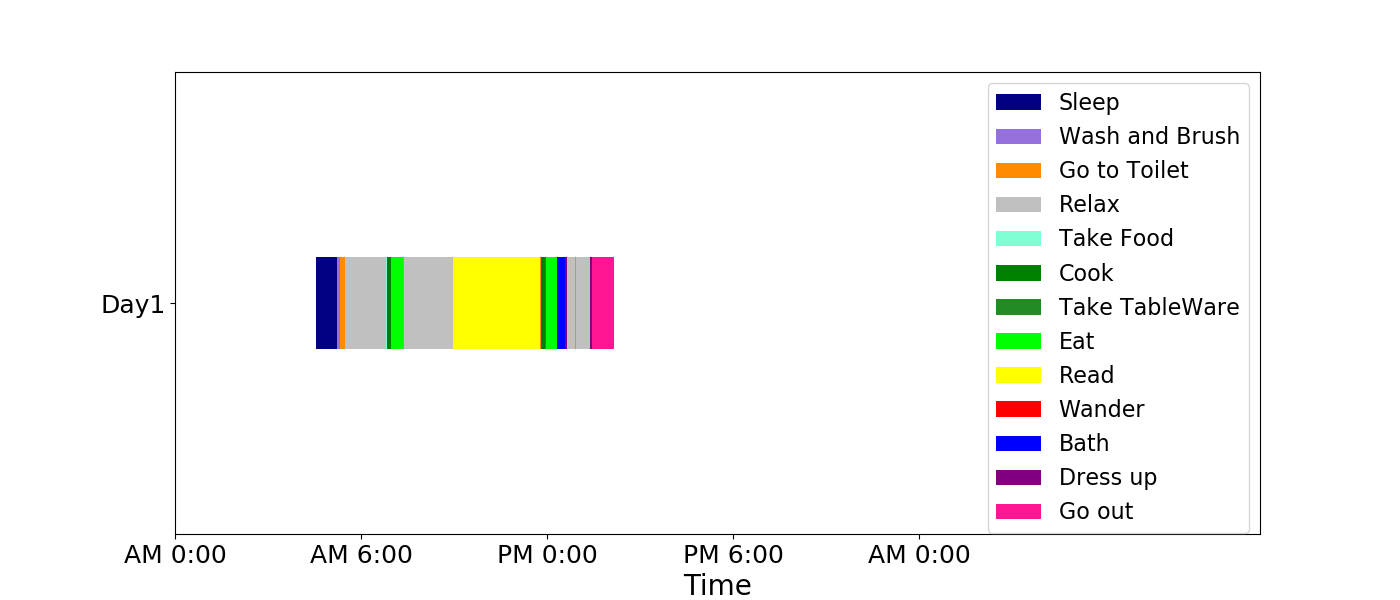 Sleep
Wash and Brush
Go to Toilet
Relax
Take Food
Cook
Take TableWare
Eat
Read
Wander
Bath
Dress up
Go out
Day1
AM 0:00 AM 6:00 PM 0:00 PM 6:00 AM 0:00
Time